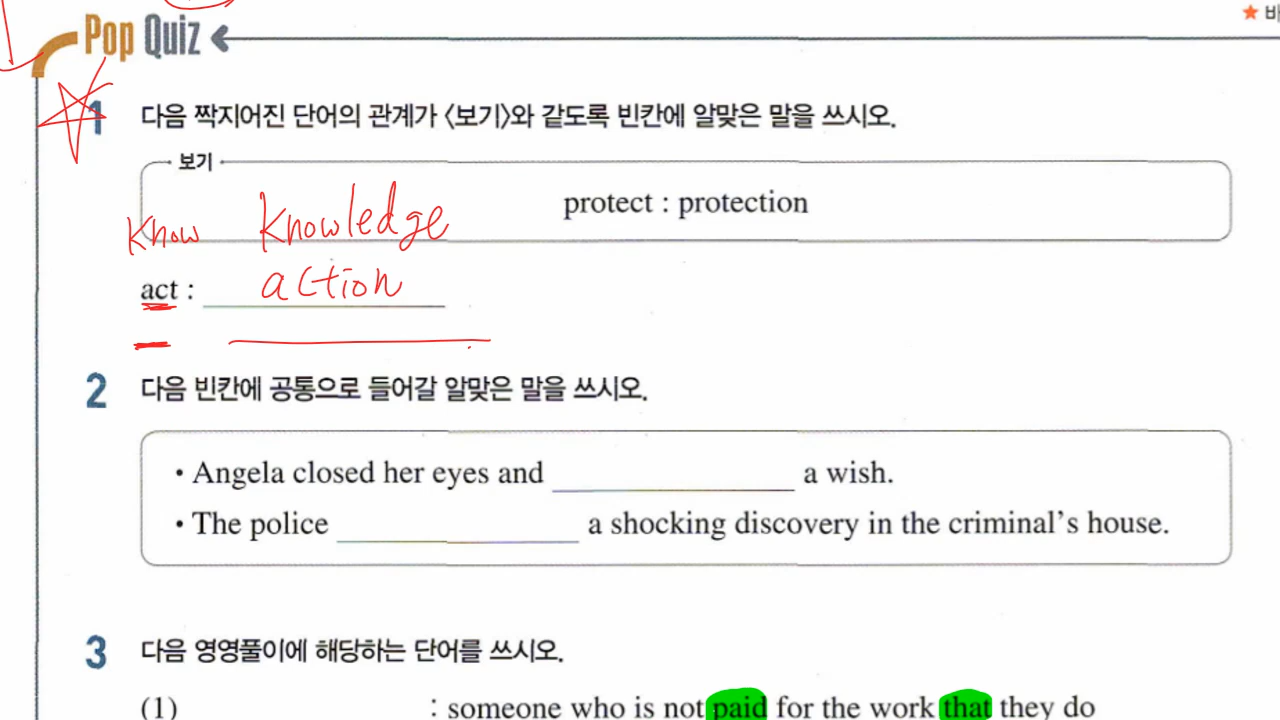 Pop Quiz
1 다음 짝지어진 단어의 관계가 〈보기〉와 같도록 빈칸에 알맞은 말을 쓰시오.
보기
protect : protection
know knowledge
act : action
2 다음 빈칸에 공통으로 들어갈 알맞은 말을 쓰시오.
• Angela closed her eyes and ____ a wish.
• The police ____ a shocking discovery in the criminal's house.
3 다음 영영풀이에 해당하는 단어를 쓰시오.
(1) ____ : someone who is not paid for the work that they do